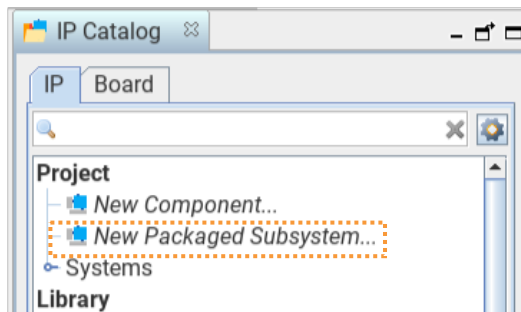 IP Catalog
IP
Board
Project
New Component...
New Packaged Subsystem...
Systems
Library